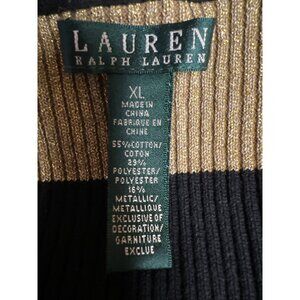 LAUREN
RALPH LAUREN
XL
MADE IN
CHINA
FABRIQUE EN
CHINE
55% COTTON/
COTON
29%
POLYESTER/
POLYESTER
16%
METALLIC/
METALLIQUE
EXCLUSIVE OF
DECORATION/
GARNITURE
EXCLUE